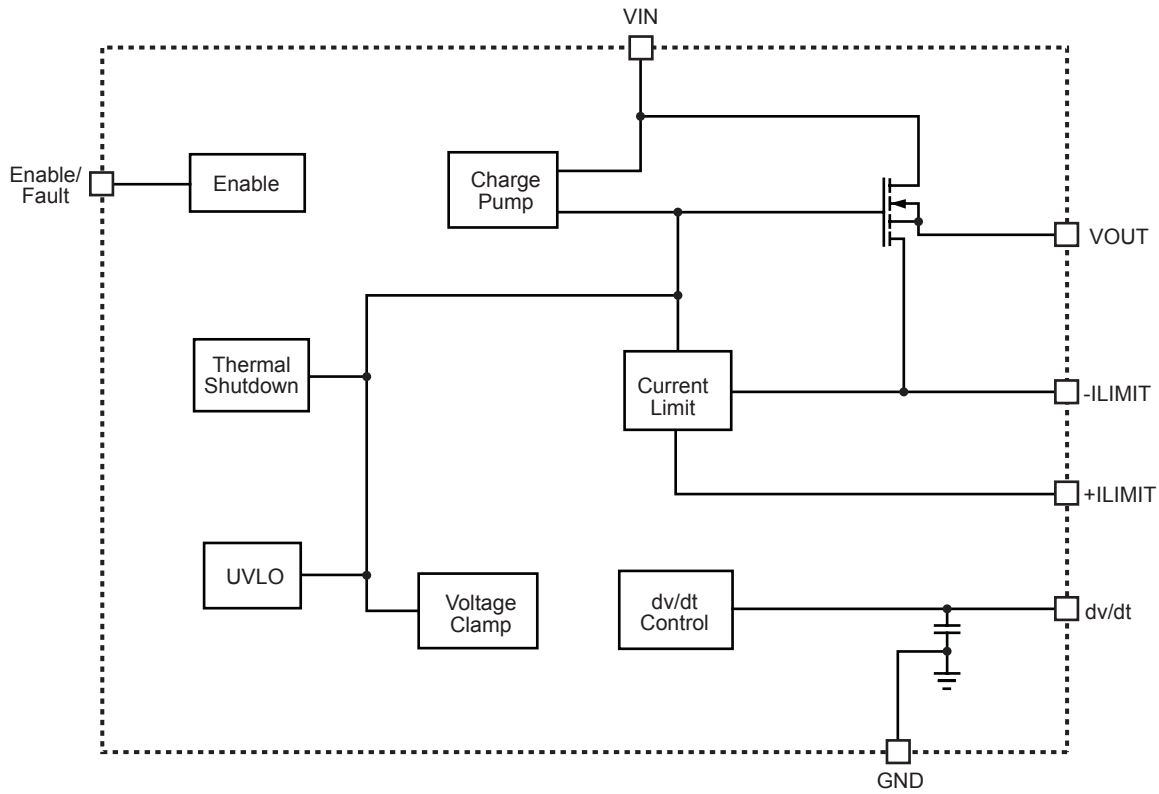 VIN
Enable/
Fault
Enable
Charge
Pump
VOUT
Thermal
Shutdown
Current
Limit
-ILIMIT
+ILIMIT
UVLO
Voltage
Clamp
dv/dt
Control
dv/dt
GND